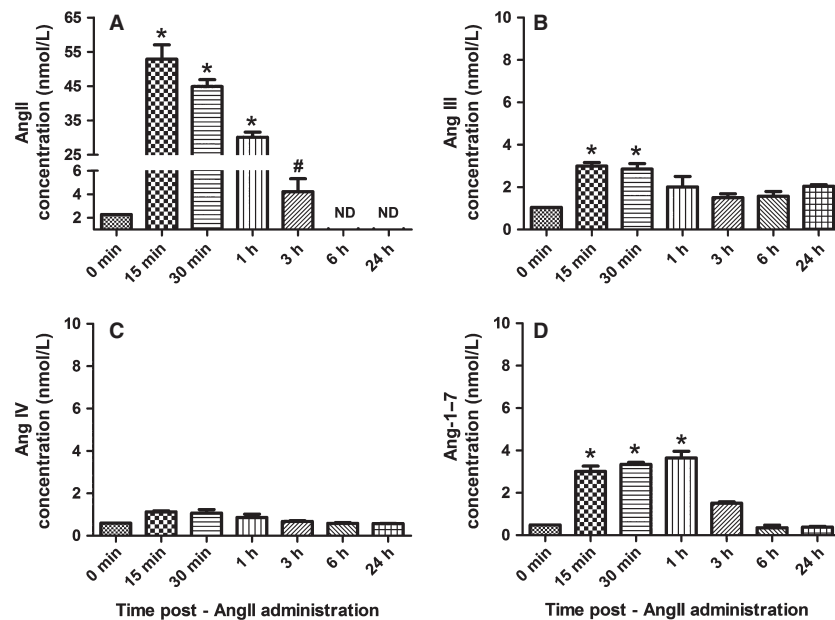 A
AngII
concentration (nmol/L)
65
55
45
35
25
6
4
2
*
*
*
#
ND
ND
0 min
15 min
30 min
1 h
3 h
6 h
24 h
B
Ang III
concentration (nmol/L)
10
8
6
4
2
0
*
*
0 min
15 min
30 min
1 h
3 h
6 h
24 h
C
Ang IV
concentration (nmol/L)
10
8
6
4
2
0
0 min
15 min
30 min
1 h
3 h
6 h
24 h
Time post - AngII administration
D
Ang-1–7
concentration (nmol/L)
10
8
6
4
2
0
*
*
*
0 min
15 min
30 min
1 h
3 h
6 h
24 h
Time post - AngII administration